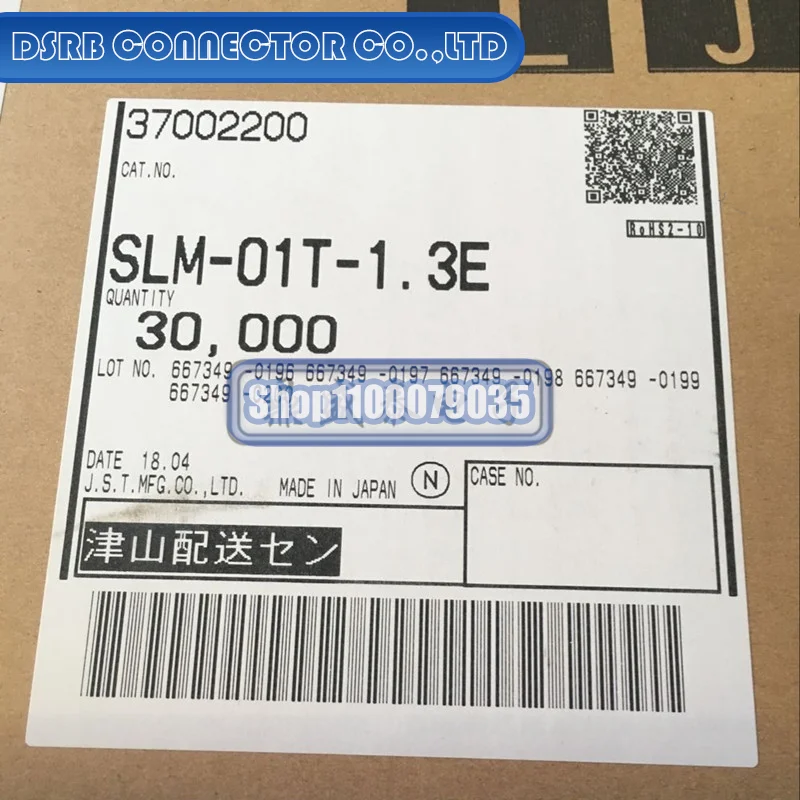 DSRB CONNECTOR CO.,LTD
L J
37002200
CAT.NO.
RoHS2-10
SLM-01T-1.3E
QUANTITY
30,000
LOT NO. 667349 -0196 667349 -0197 667349 -0198 667349 -0199
667349
Shop1106079035
DATE 18.04
J.S.T.MFG.CO.,LTD. MADE IN JAPAN N
CASE NO.
津山配送セン